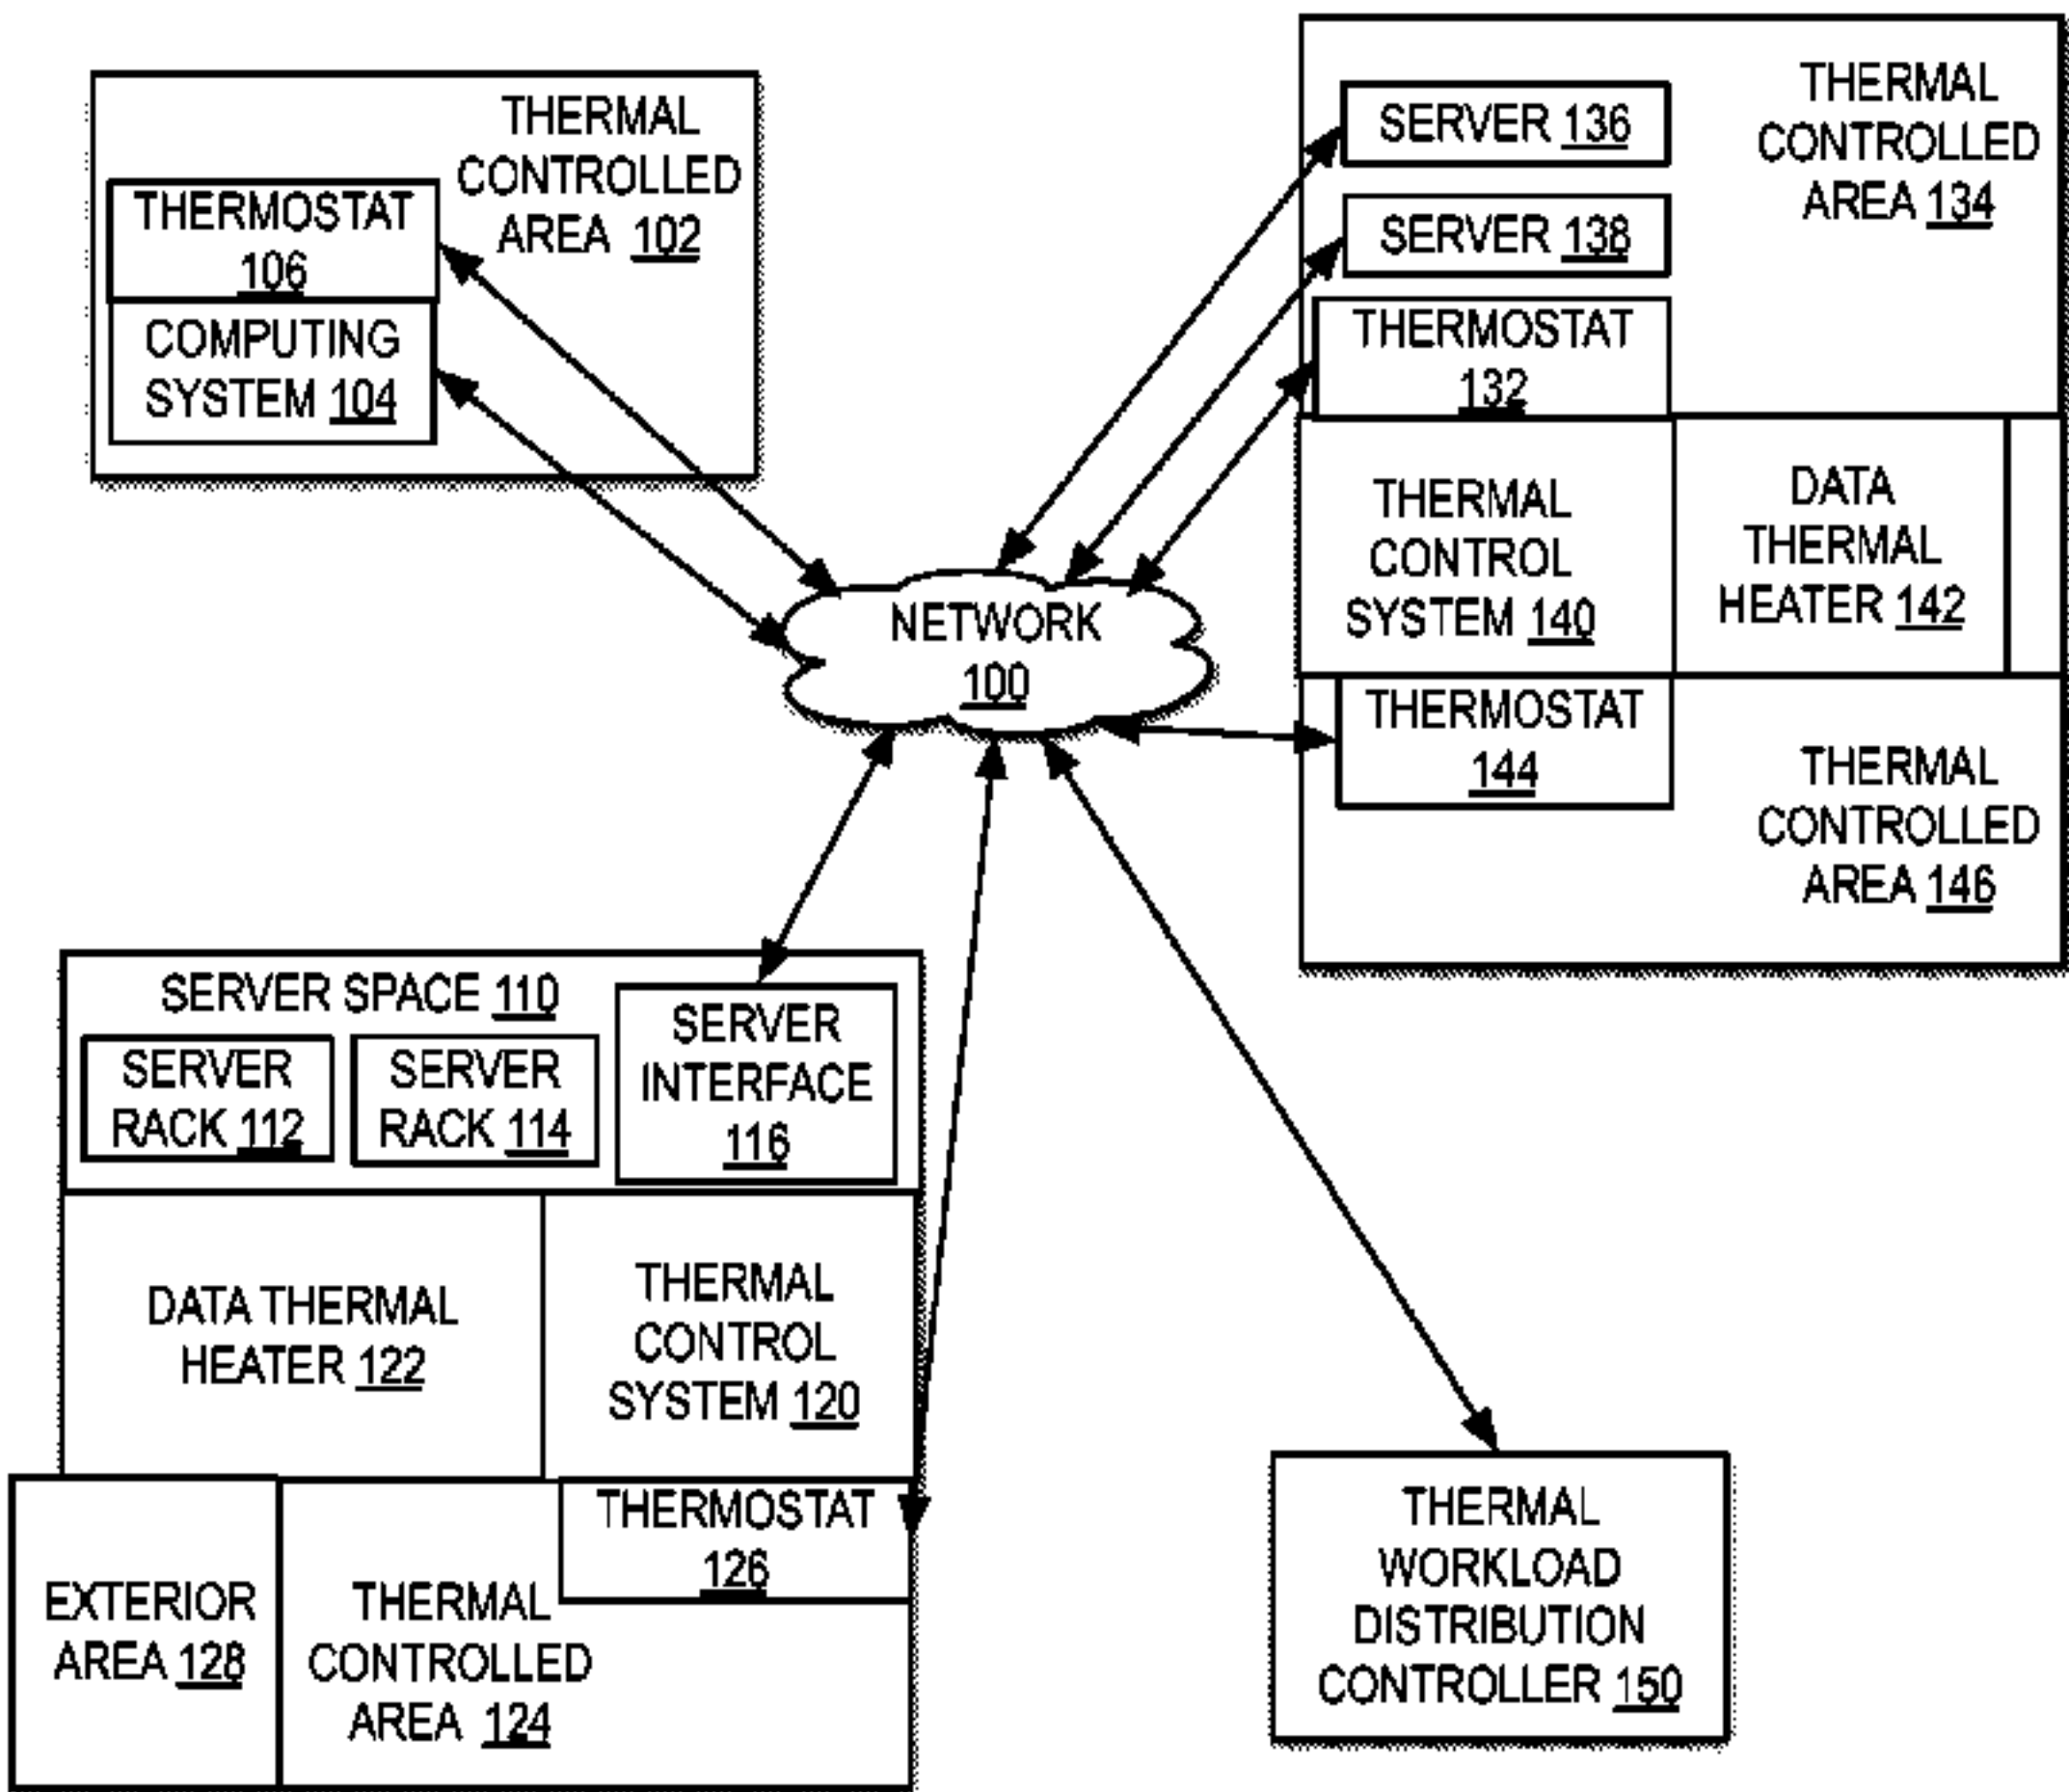 THERMAL
CONTROLLED
AREA 102
THERMOSTAT
106
COMPUTING
SYSTEM 104
SERVER 136
SERVER 138
THERMAL
CONTROLLED
AREA 134
THERMOSTAT
132
THERMAL
CONTROL
SYSTEM 140
DATA
THERMAL
HEATER 142
NETWORK
100
THERMOSTAT
144
THERMAL
CONTROLLED
AREA 146
SERVER SPACE 110
SERVER
RACK 112
SERVER
RACK 114
SERVER
INTERFACE
116
DATA THERMAL
HEATER 122
THERMAL
CONTROL
SYSTEM 120
THERMOSTAT
126
EXTERIOR
AREA 128
THERMAL
CONTROLLED
AREA 124
THERMAL
WORKLOAD
DISTRIBUTION
CONTROLLER 150